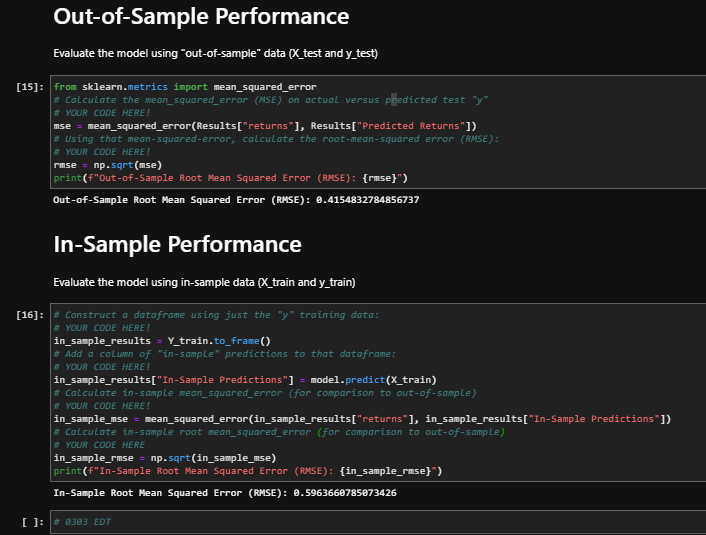 Out-of-Sample Performance
Evaluate the model using "out-of-sample" data (X_test and y_test)
[15]: from sklearn.metrics import mean_squared_error
# Calculate the mean_squared_error (MSE) on actual versus predicted test "y"
# YOUR CODE HERE!
mse = mean_squared_error(Results["returns"], Results["Predicted Returns"])
# Using that mean-squared-error, calculate the root-mean-squared error (RMSE):
# YOUR CODE HERE!
rmse = np.sqrt(mse)
print(f"Out-of-Sample Root Mean Squared Error (RMSE): {rmse}")
Out-of-Sample Root Mean Squared Error (RMSE): 0.4154832784856737
In-Sample Performance
Evaluate the model using in-sample data (X_train and y_train)
[16]: # Construct a dataframe using just the "y" training data:
# YOUR CODE HERE!
in_sample_results = Y_train.to_frame()
# Add a column of "in-sample" predictions to that dataframe:
# YOUR CODE HERE!
in_sample_results["In-Sample Predictions"] = model.predict(X_train)
# Calculate in-sample mean_squared_error (for comparison to out-of-sample)
# YOUR CODE HERE!
in_sample_mse = mean_squared_error(in_sample_results["returns"], in_sample_results["In-Sample Predictions"])
# Calculate in-sample root mean_squared_error (for comparison to out-of-sample)
# YOUR CODE HERE
in_sample_rmse = np.sqrt(in_sample_mse)
print(f"In-Sample Root Mean Squared Error (RMSE): {in_sample_rmse}")
In-Sample Root Mean Squared Error (RMSE): 0.5963660785073426
[ ]: # 0303 EDT